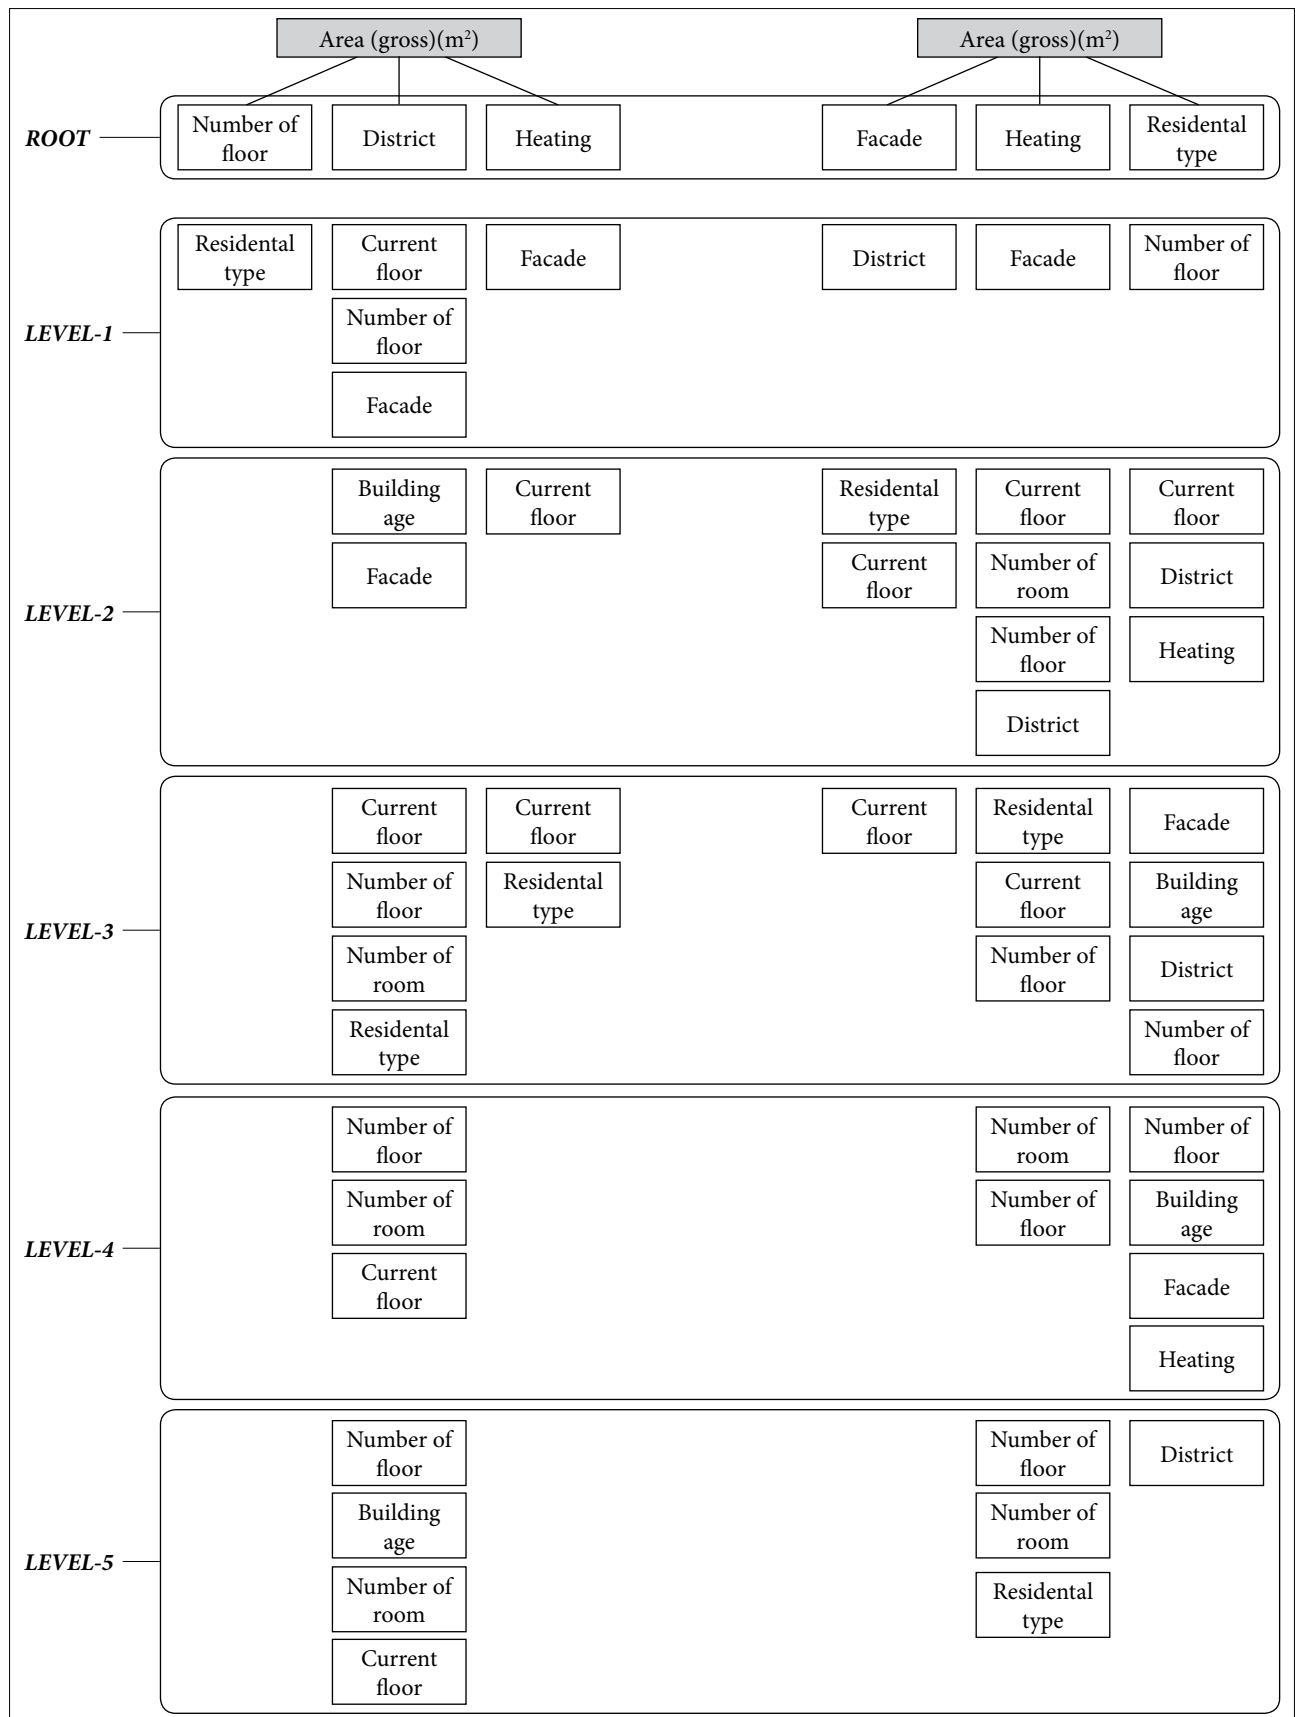 Area (gross)(m²)
Area (gross)(m²)
ROOT
Number of
floor
District
Heating
Facade
Heating
Residental
type
LEVEL-1
Residental
type
Current
floor
Facade
District
Facade
Number of
floor
Number of
floor
Facade
LEVEL-2
Building
age
Current
floor
Residental
type
Current
floor
Current
floor
Facade
Current
floor
Number of
room
District
Number of
floor
Heating
District
LEVEL-3
Current
floor
Current
floor
Current
floor
Residental
type
Facade
Number of
floor
Residental
type
Current
floor
Building
age
Number of
room
Number of
floor
District
Residental
type
Number of
floor
LEVEL-4
Number of
floor
Number of
room
Number of
floor
Number of
room
Number of
floor
Building
age
Current
floor
Facade
Heating
LEVEL-5
Number of
floor
Number of
floor
District
Building
age
Number of
room
Number of
room
Residental
type
Current
floor